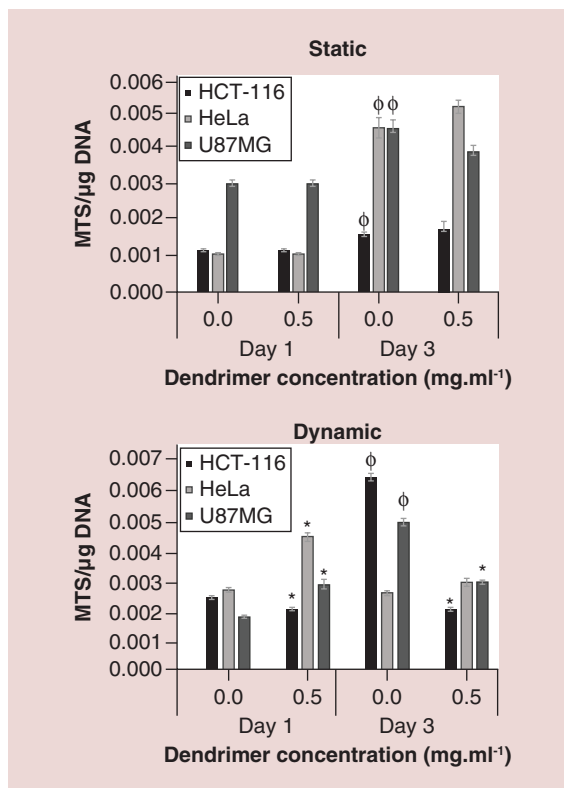 Static
MTS/µg DNA
0.006
0.005
0.004
0.003
0.002
0.001
0.000
HCT-116
HeLa
U87MG
ϕ
ϕ ϕ
0.0 0.5 0.0 0.5
Day 1 Day 3
Dendrimer concentration (mg.ml-1)
Dynamic
MTS/µg DNA
0.007
0.006
0.005
0.004
0.003
0.002
0.001
0.000
HCT-116
HeLa
U87MG
* * *
ϕ
ϕ
* *
0.0 0.5 0.0 0.5
Day 1 Day 3
Dendrimer concentration (mg.ml-1)